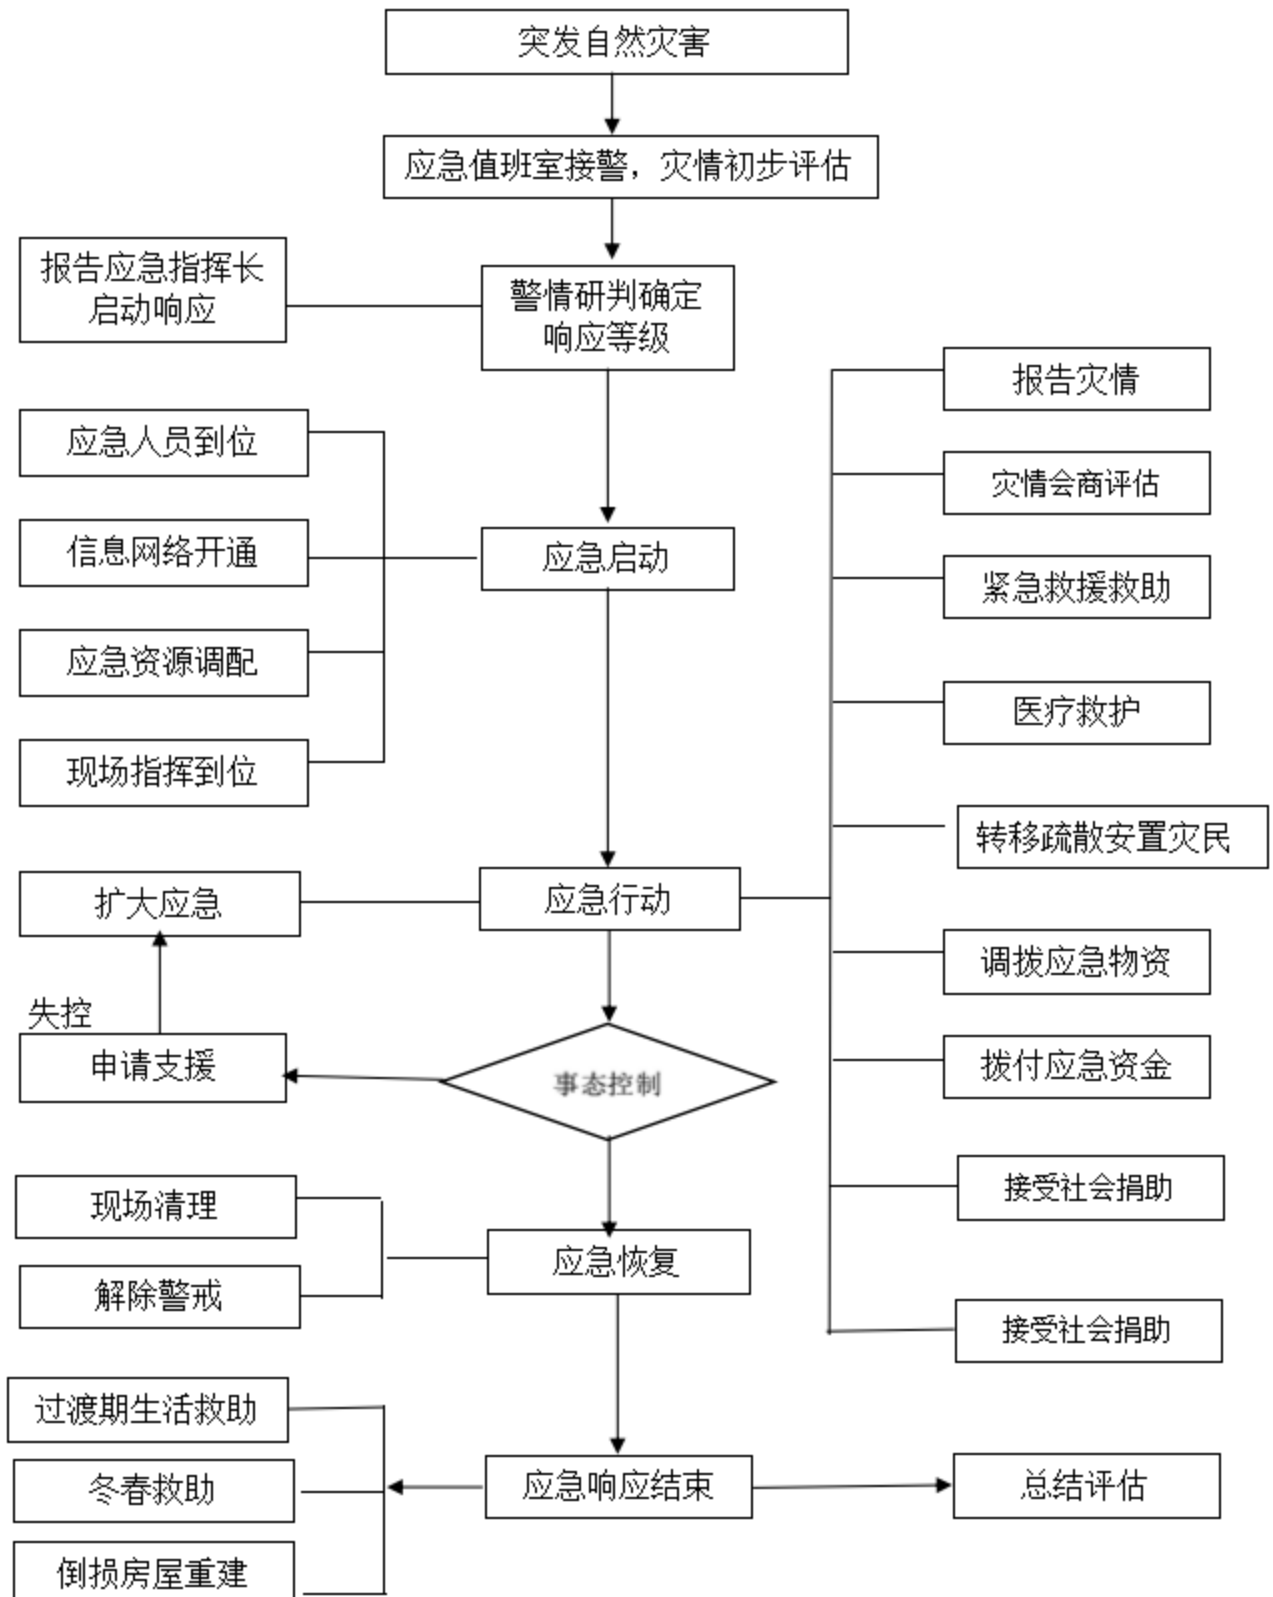 突发自然灾害
应急值班室接警，灾情初步评估
报告应急指挥长
启动响应
警情研判确定
响应等级
报告灾情
应急人员到位
灾情会商评估
信息网络开通
应急启动
紧急救援救助
应急资源调配
医疗救护
现场指挥到位
转移疏散安置灾民
扩大应急
应急行动
调拨应急物资
失控
申请支援
事态控制
拨付应急资金
现场清理
接受社会捐助
应急恢复
解除警戒
接受社会捐助
过渡期生活救助
冬春救助
应急响应结束
总结评估
倒损房屋重建